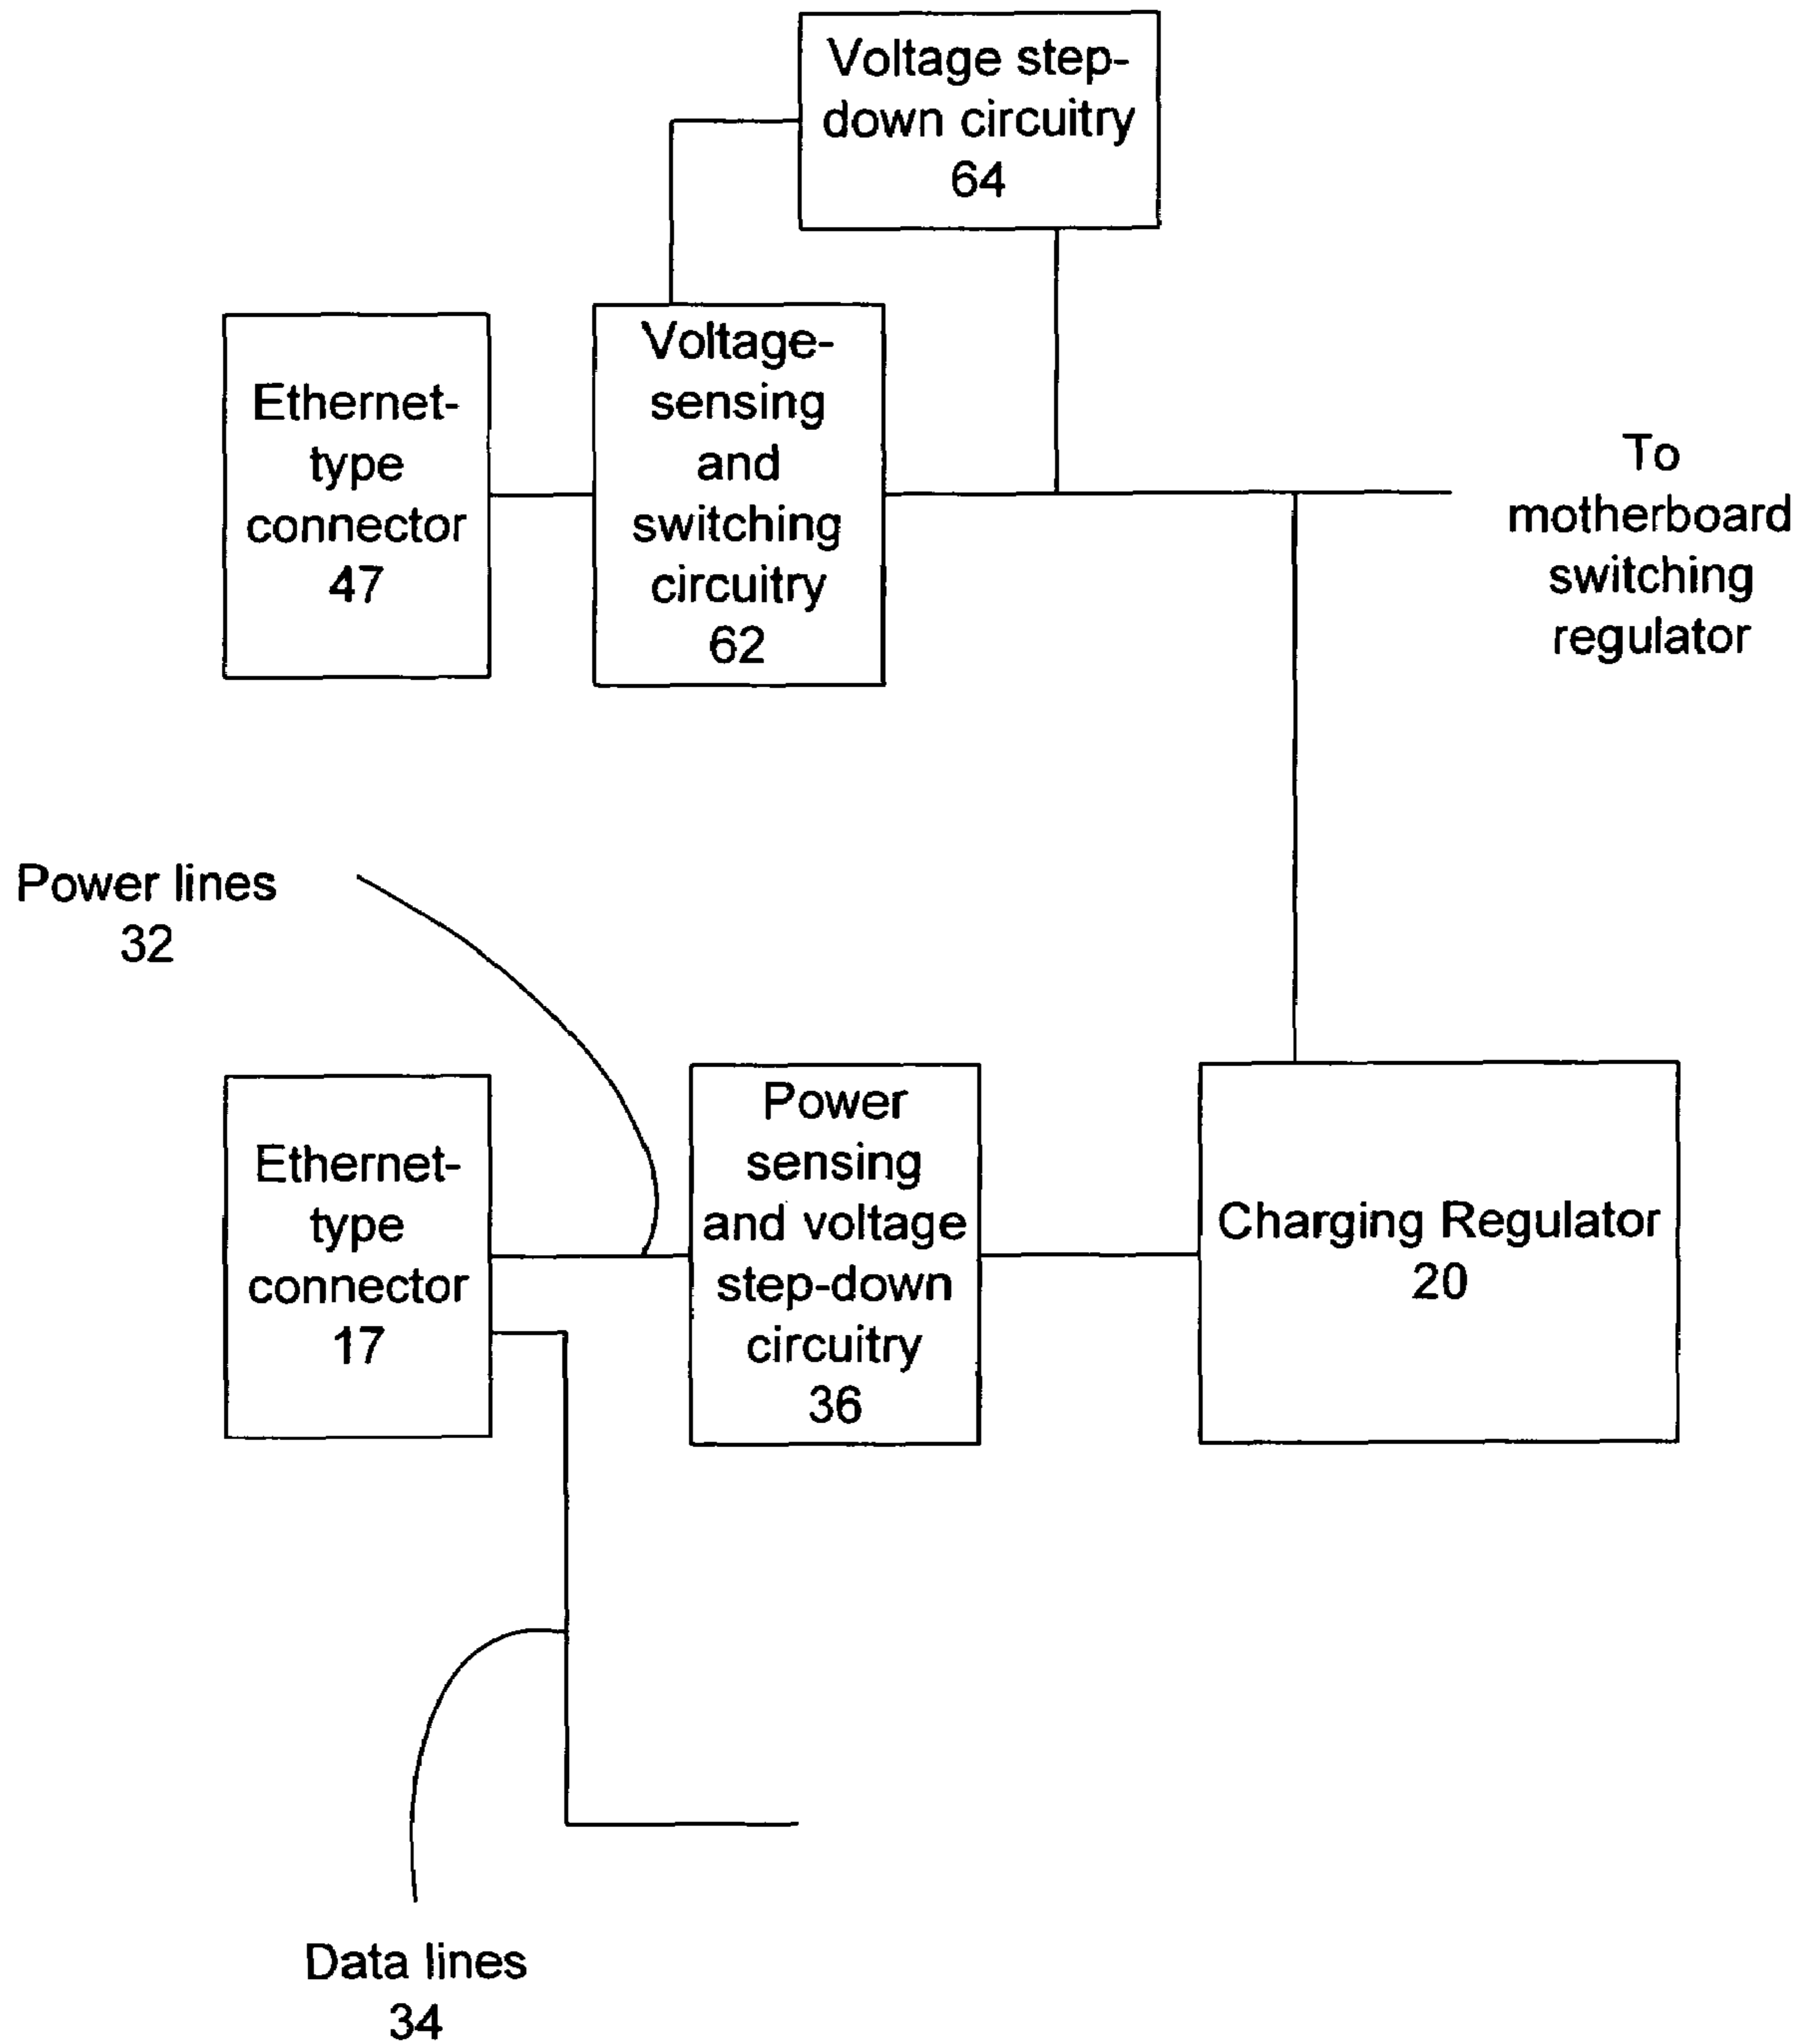 Voltage step-
down circuitry
64
Ethernet-
type
connector
47
Voltage-
sensing
and
switching
circuitry
62
To
motherboard
switching
regulator
Power lines
32
Ethernet-
type
connector
17
Power
sensing
and voltage
step-down
circuitry
36
Charging Regulator
20
Data lines
34